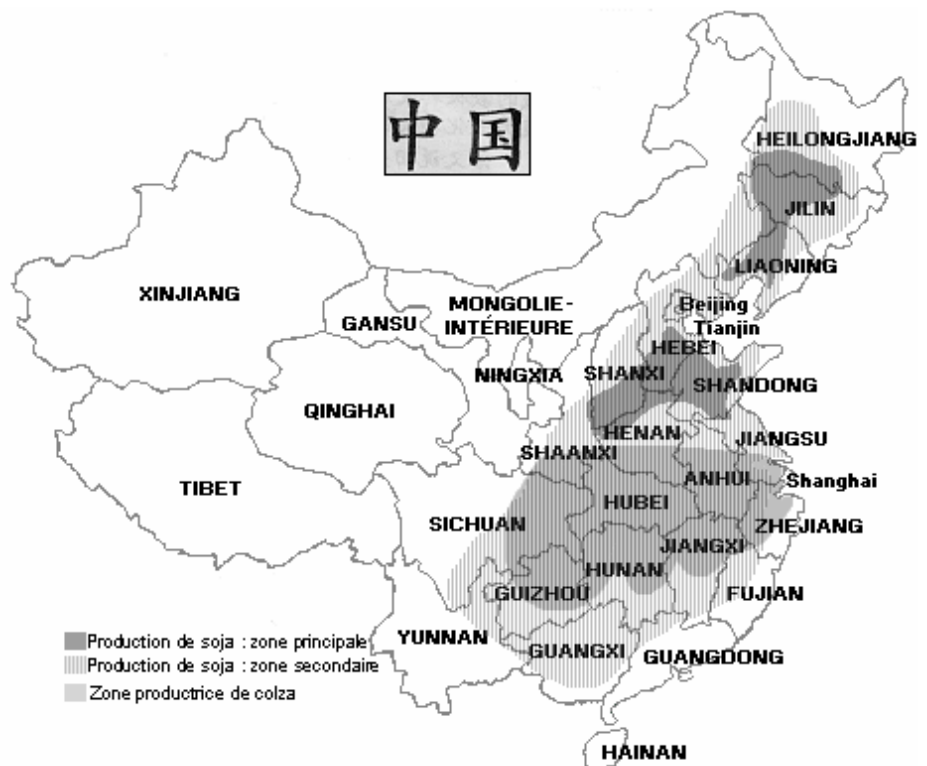 中国
HEILONGJIANG
JILIN
LIAONING
XINJIANG
MONGOLIE-
INTÉRIEURE
GANSU
Beijing
Tianjin
HEBEI
NINGXIA
SHANXI
SHANDONG
QINGHAI
HENAN
JIANGSU
SHAANXI
TIBET
ANHUI
Shanghai
HUBEI
SICHUAN
ZHEJIANG
JIANGXI
HUNAN
GUIZHOU
FUJIAN
YUNNAN
GUANGXI
GUANGDONG
HAINAN
Production de soja : zone principale
Production de soja : zone secondaire
Zone productrice de colza